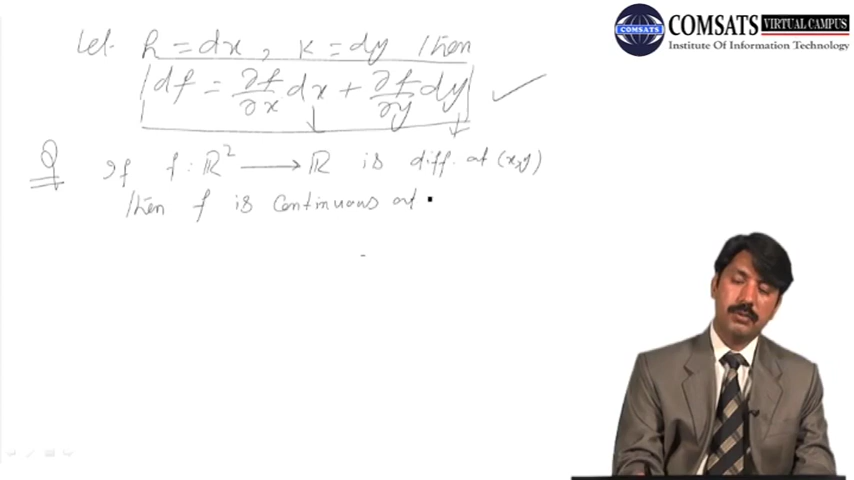 COMSATS VIRTUAL CAMPUS
COMSATS
Institute Of Information Technology
Let h = dx, k = dy then
df = ∂f/∂x dx + ∂f/∂y dy
Q If f : ℝ² → ℝ is diff. at (x,y)
then f is continuous at